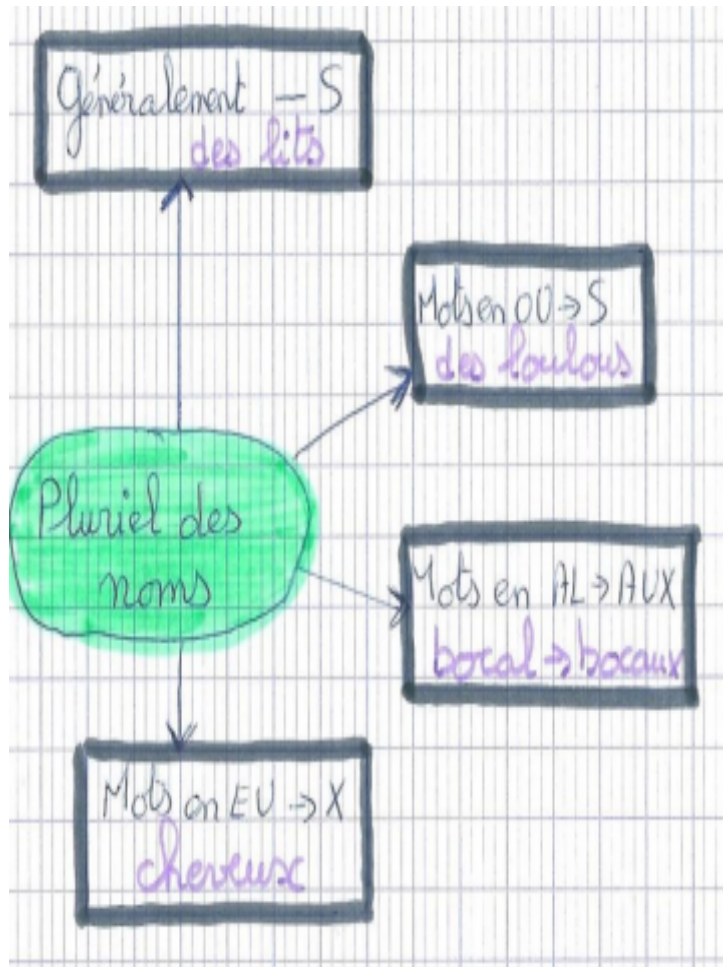 Généralement – S
des lits
Mots en OU → S
des loulous
Pluriel des
noms
Mots en AL → AUX
bocal → bocaux
Mots en EU → X
cheveux